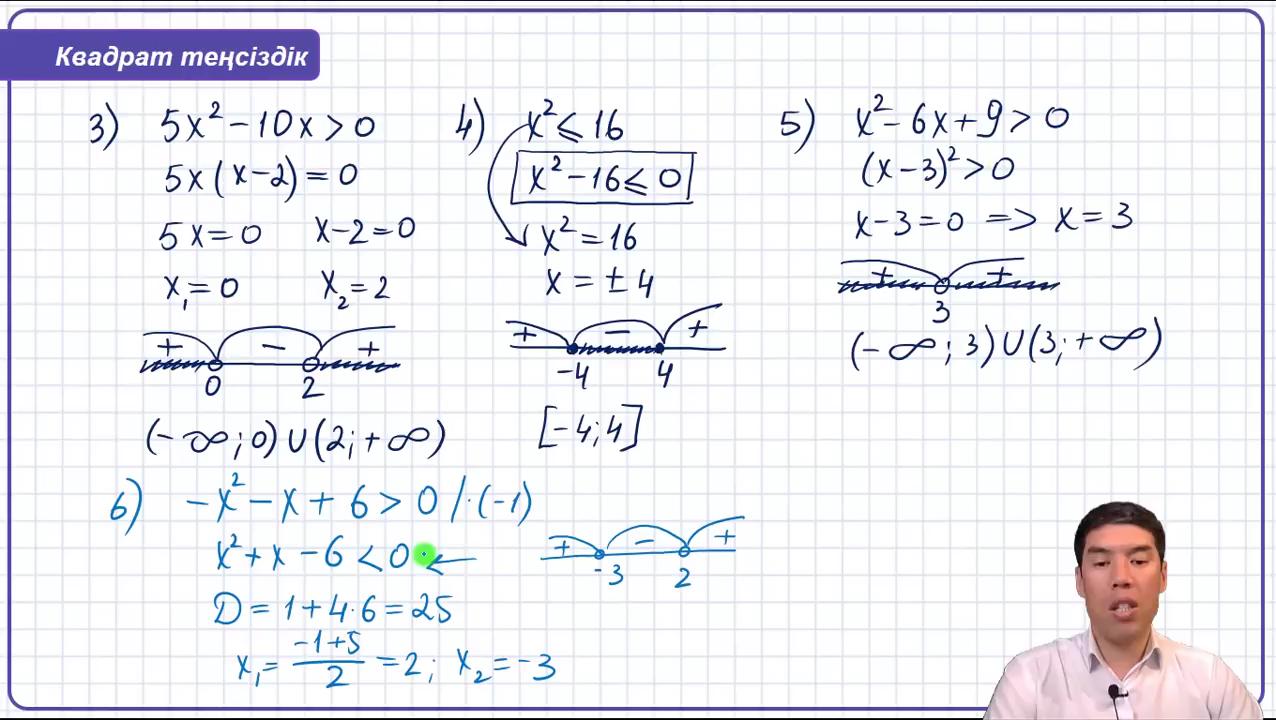 Квадрат теңсіздік
3) 5x² − 10x > 0
5x(x − 2) = 0
5x = 0 x − 2 = 0
x₁ = 0 x₂ = 2
+ − +
0 2
(−∞; 0) ∪ (2; +∞)
4) x² ⩽ 16
x² − 16 ⩽ 0
x² = 16
x = ± 4
+ − +
−4 4
[−4; 4]
5) x² − 6x + 9 > 0
(x − 3)² > 0
x − 3 = 0 => x = 3
+ +
3
(−∞; 3) ∪ (3; +∞)
6) −x² − x + 6 > 0 /·(−1)
x² + x − 6 < 0 ←
D = 1 + 4·6 = 25
x₁ = (−1+5)/2 = 2; x₂ = −3
+ − +
−3 2